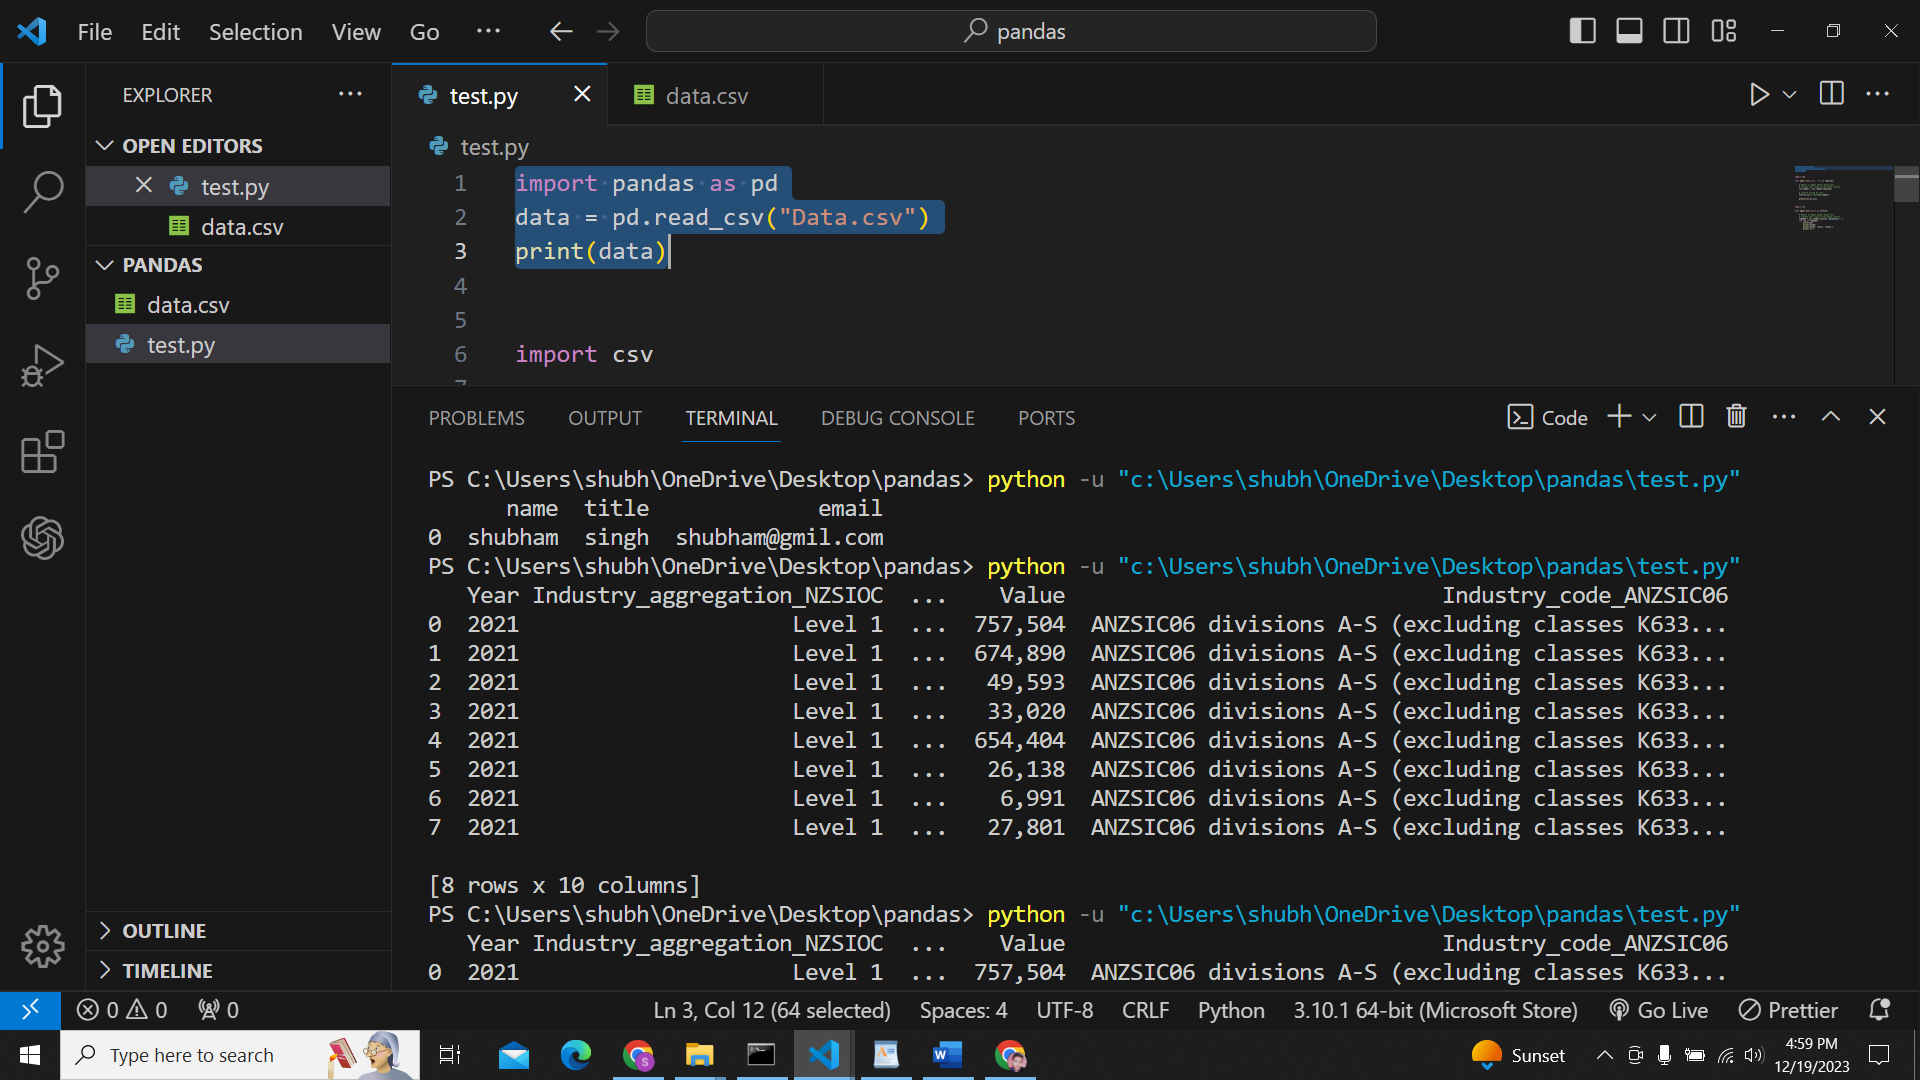 File Edit Selection View Go ··· pandas
EXPLORER ···
OPEN EDITORS
test.py
data.csv
PANDAS
data.csv
test.py
OUTLINE
TIMELINE
test.py data.csv
test.py
1 import pandas as pd
2 data = pd.read_csv("Data.csv")
3 print(data)
4
5
6 import csv
7
PROBLEMS OUTPUT TERMINAL DEBUG CONSOLE PORTS Code
PS C:\Users\shubh\OneDrive\Desktop\pandas> python -u "c:\Users\shubh\OneDrive\Desktop\pandas\test.py"
name title email
0 shubham singh shubham@gmil.com
PS C:\Users\shubh\OneDrive\Desktop\pandas> python -u "c:\Users\shubh\OneDrive\Desktop\pandas\test.py"
Year Industry_aggregation_NZSIOC ... Value Industry_code_ANZSIC06
0 2021 Level 1 ... 757,504 ANZSIC06 divisions A-S (excluding classes K633...
1 2021 Level 1 ... 674,890 ANZSIC06 divisions A-S (excluding classes K633...
2 2021 Level 1 ... 49,593 ANZSIC06 divisions A-S (excluding classes K633...
3 2021 Level 1 ... 33,020 ANZSIC06 divisions A-S (excluding classes K633...
4 2021 Level 1 ... 654,404 ANZSIC06 divisions A-S (excluding classes K633...
5 2021 Level 1 ... 26,138 ANZSIC06 divisions A-S (excluding classes K633...
6 2021 Level 1 ... 6,991 ANZSIC06 divisions A-S (excluding classes K633...
7 2021 Level 1 ... 27,801 ANZSIC06 divisions A-S (excluding classes K633...
[8 rows x 10 columns]
PS C:\Users\shubh\OneDrive\Desktop\pandas> python -u "c:\Users\shubh\OneDrive\Desktop\pandas\test.py"
Year Industry_aggregation_NZSIOC ... Value Industry_code_ANZSIC06
0 2021 Level 1 ... 757,504 ANZSIC06 divisions A-S (excluding classes K633...
0 0 0 Ln 3, Col 12 (64 selected) Spaces: 4 UTF-8 CRLF Python 3.10.1 64-bit (Microsoft Store) Go Live Prettier
Type here to search Sunset 4:59 PM
12/19/2023